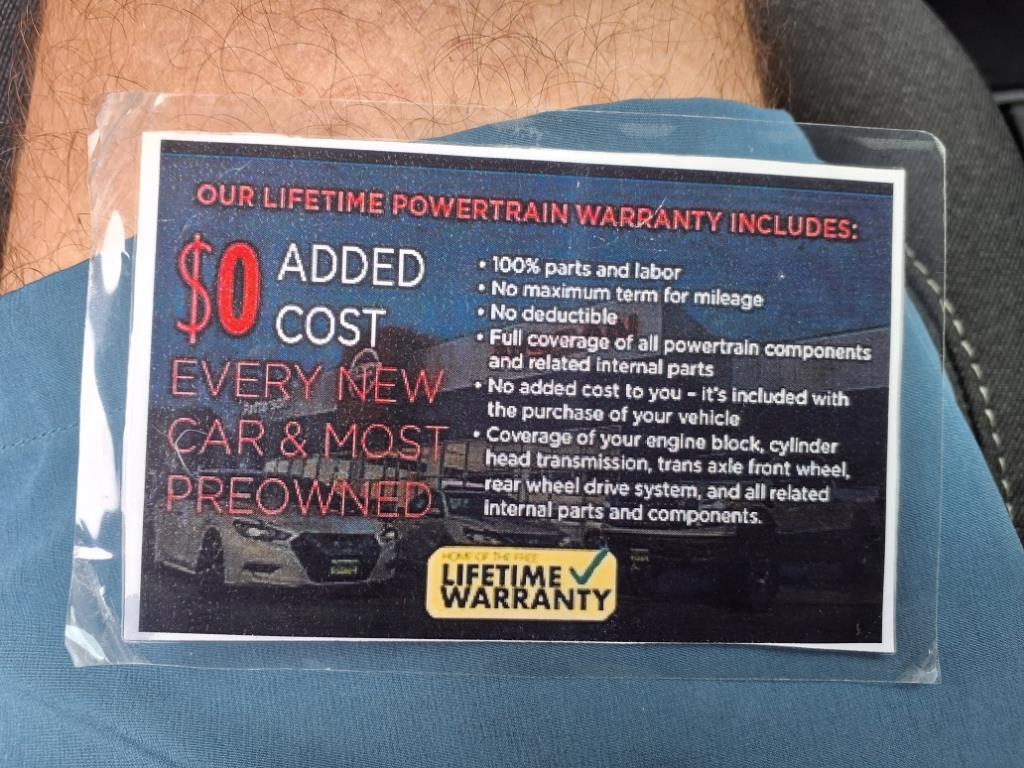 OUR LIFETIME POWERTRAIN WARRANTY INCLUDES:
$0 ADDED
COST
EVERY NEW
CAR & MOST
PREOWNED
• 100% parts and labor
• No maximum term for mileage
• No deductible
• Full coverage of all powertrain components
and related internal parts
• No added cost to you – it's included with
the purchase of your vehicle
• Coverage of your engine block, cylinder
head transmission, trans axle front wheel,
rear wheel drive system, and all related
internal parts and components.
HOME OF THE FREE
LIFETIME
WARRANTY